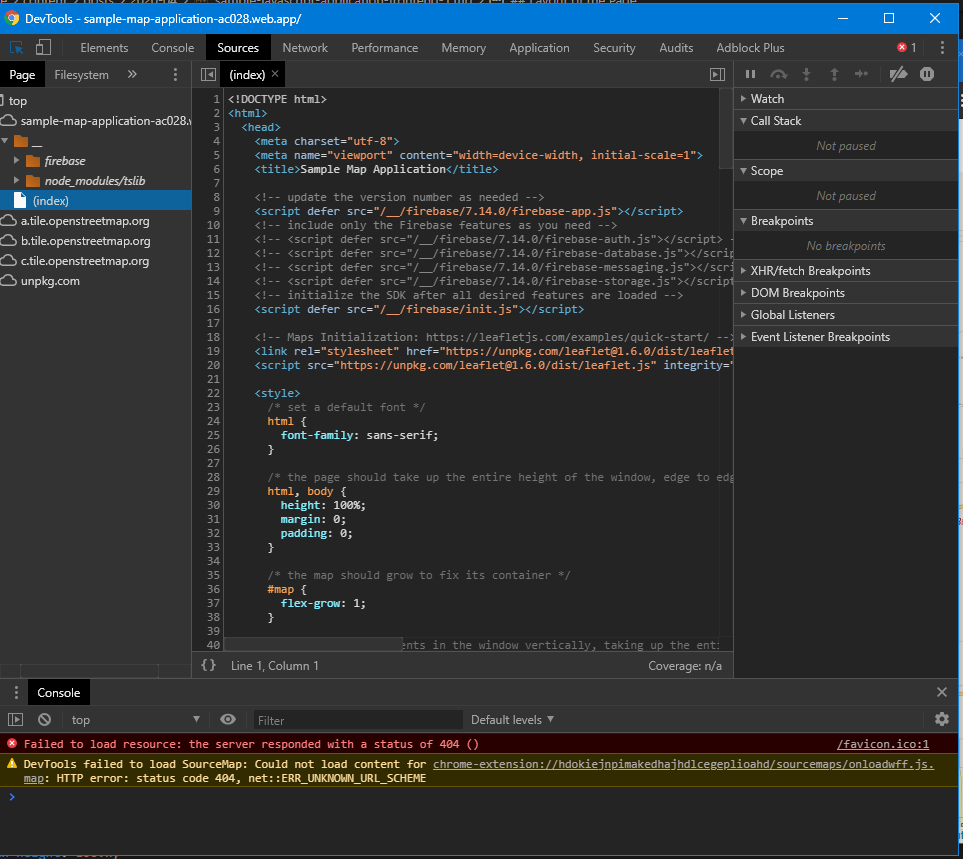 DevTools - sample-map-application-ac028.web.app/
Elements Console Sources Network Performance Memory Application Security Audits Adblock Plus 1
Page Filesystem »
(index) ×
top
sample-map-application-ac028.w
__
firebase
node_modules/tslib
(index)
a.tile.openstreetmap.org
b.tile.openstreetmap.org
c.tile.openstreetmap.org
unpkg.com
1 <!DOCTYPE html>
2 <html>
3 <head>
4 <meta charset="utf-8">
5 <meta name="viewport" content="width=device-width, initial-scale=1">
6 <title>Sample Map Application</title>
7
8 <!-- update the version number as needed -->
9 <script defer src="/__/firebase/7.14.0/firebase-app.js"></script>
10 <!-- include only the Firebase features as you need -->
11 <!-- <script defer src="/__/firebase/7.14.0/firebase-auth.js"></script> -
12 <!-- <script defer src="/__/firebase/7.14.0/firebase-database.js"></scrip
13 <!-- <script defer src="/__/firebase/7.14.0/firebase-messaging.js"></scri
14 <!-- <script defer src="/__/firebase/7.14.0/firebase-storage.js"></script
15 <!-- initialize the SDK after all desired features are loaded -->
16 <script defer src="/__/firebase/init.js"></script>
17
18 <!-- Maps Initialization: https://leafletjs.com/examples/quick-start/ -->
19 <link rel="stylesheet" href="https://unpkg.com/leaflet@1.6.0/dist/leaflet
20 <script src="https://unpkg.com/leaflet@1.6.0/dist/leaflet.js" integrity="
21
22 <style>
23 /* set a default font */
24 html {
25 font-family: sans-serif;
26 }
27
28 /* the page should take up the entire height of the window, edge to edg
29 html, body {
30 height: 100%;
31 margin: 0;
32 padding: 0;
33 }
34
35 /* the map should grow to fix its container */
36 #map {
37 flex-grow: 1;
38 }
39
40 ents in the window vertically, taking up the enti
{} Line 1, Column 1 Coverage: n/a
Watch
Call Stack
Not paused
Scope
Not paused
Breakpoints
No breakpoints
XHR/fetch Breakpoints
DOM Breakpoints
Global Listeners
Event Listener Breakpoints
Console
top Filter Default levels
Failed to load resource: the server responded with a status of 404 () /favicon.ico:1
DevTools failed to load SourceMap: Could not load content for chrome-extension://hdokiejnpimakedhajhdlcegeplioahd/sourcemaps/onloadwff.js.
map: HTTP error: status code 404, net::ERR_UNKNOWN_URL_SCHEME